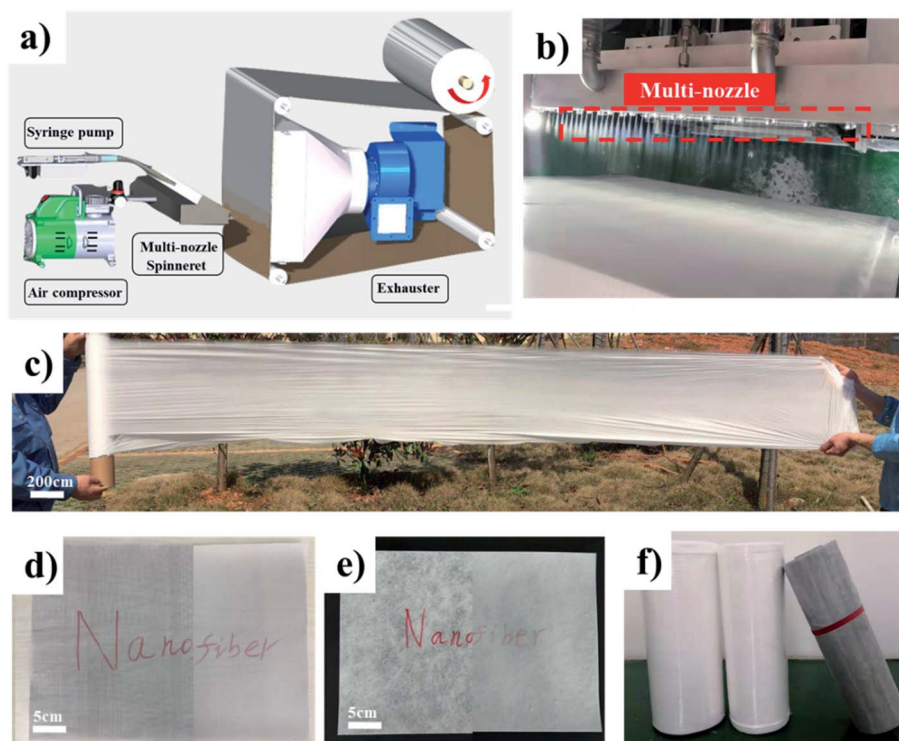 a)
Syringe pump
Multi-nozzle
Spinneret
Air compressor
Exhauster
b)
Multi-nozzle
c)
200cm
d)
Nanofiber
5cm
e)
Nanofiber
5cm
f)